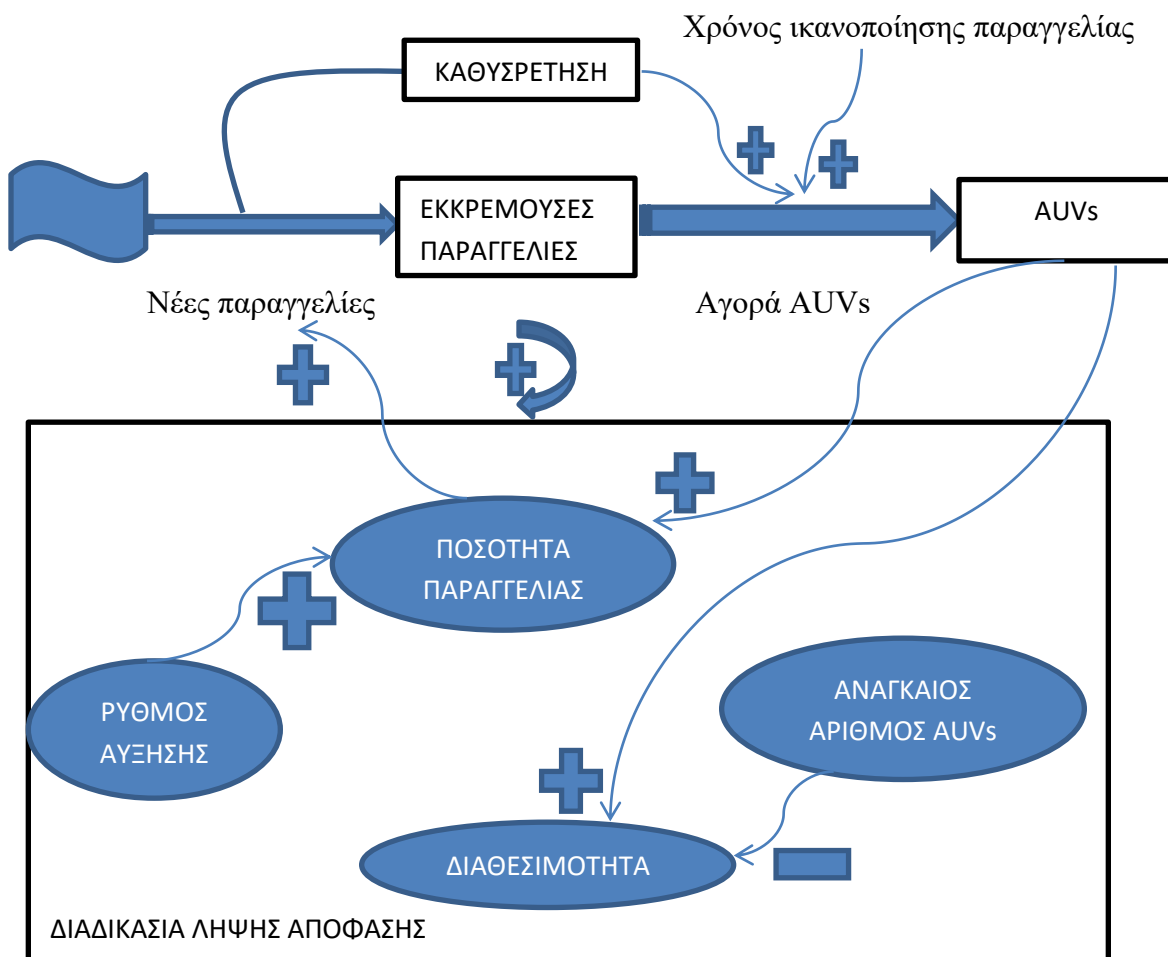 Χρόνος ικανοποίησης παραγγελίας
ΚΑΘΥΣΡΕΤΗΣΗ
ΕΚΚΡΕΜΟΥΣΕΣ
ΠΑΡΑΓΓΕΛΙΕΣ
AUVs
Νέες παραγγελίες
Αγορά AUVs
ΠΟΣΟΤΗΤΑ
ΠΑΡΑΓΓΕΛΙΑΣ
ΡΥΘΜΟΣ
ΑΥΞΗΣΗΣ
ΑΝΑΓΚΑΙΟΣ
ΑΡΙΘΜΟΣ AUVs
ΔΙΑΘΕΣΙΜΟΤΗΤΑ
ΔΙΑΔΙΚΑΣΙΑ ΛΗΨΗΣ ΑΠΟΦΑΣΗΣ